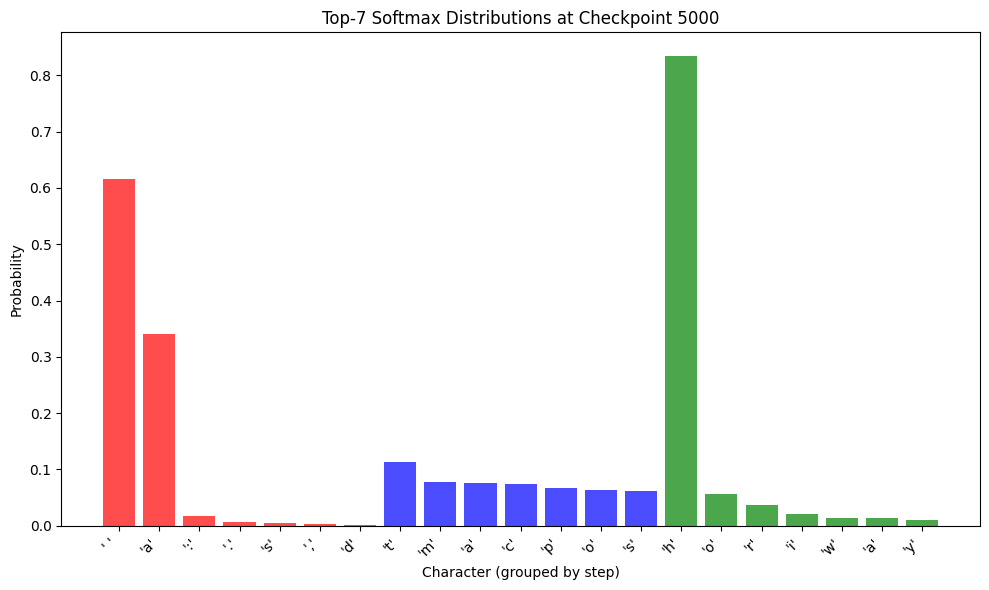 Top-7 Softmax Distributions at Checkpoint 5000
Probability
0.8
0.7
0.6
0.5
0.4
0.3
0.2
0.1
0.0
' '
'a'
':'
'.'
's'
','
'd'
't'
'm'
'a'
'c'
'p'
'o'
's'
'h'
'o'
'r'
'i'
'w'
'a'
'y'
Character (grouped by step)